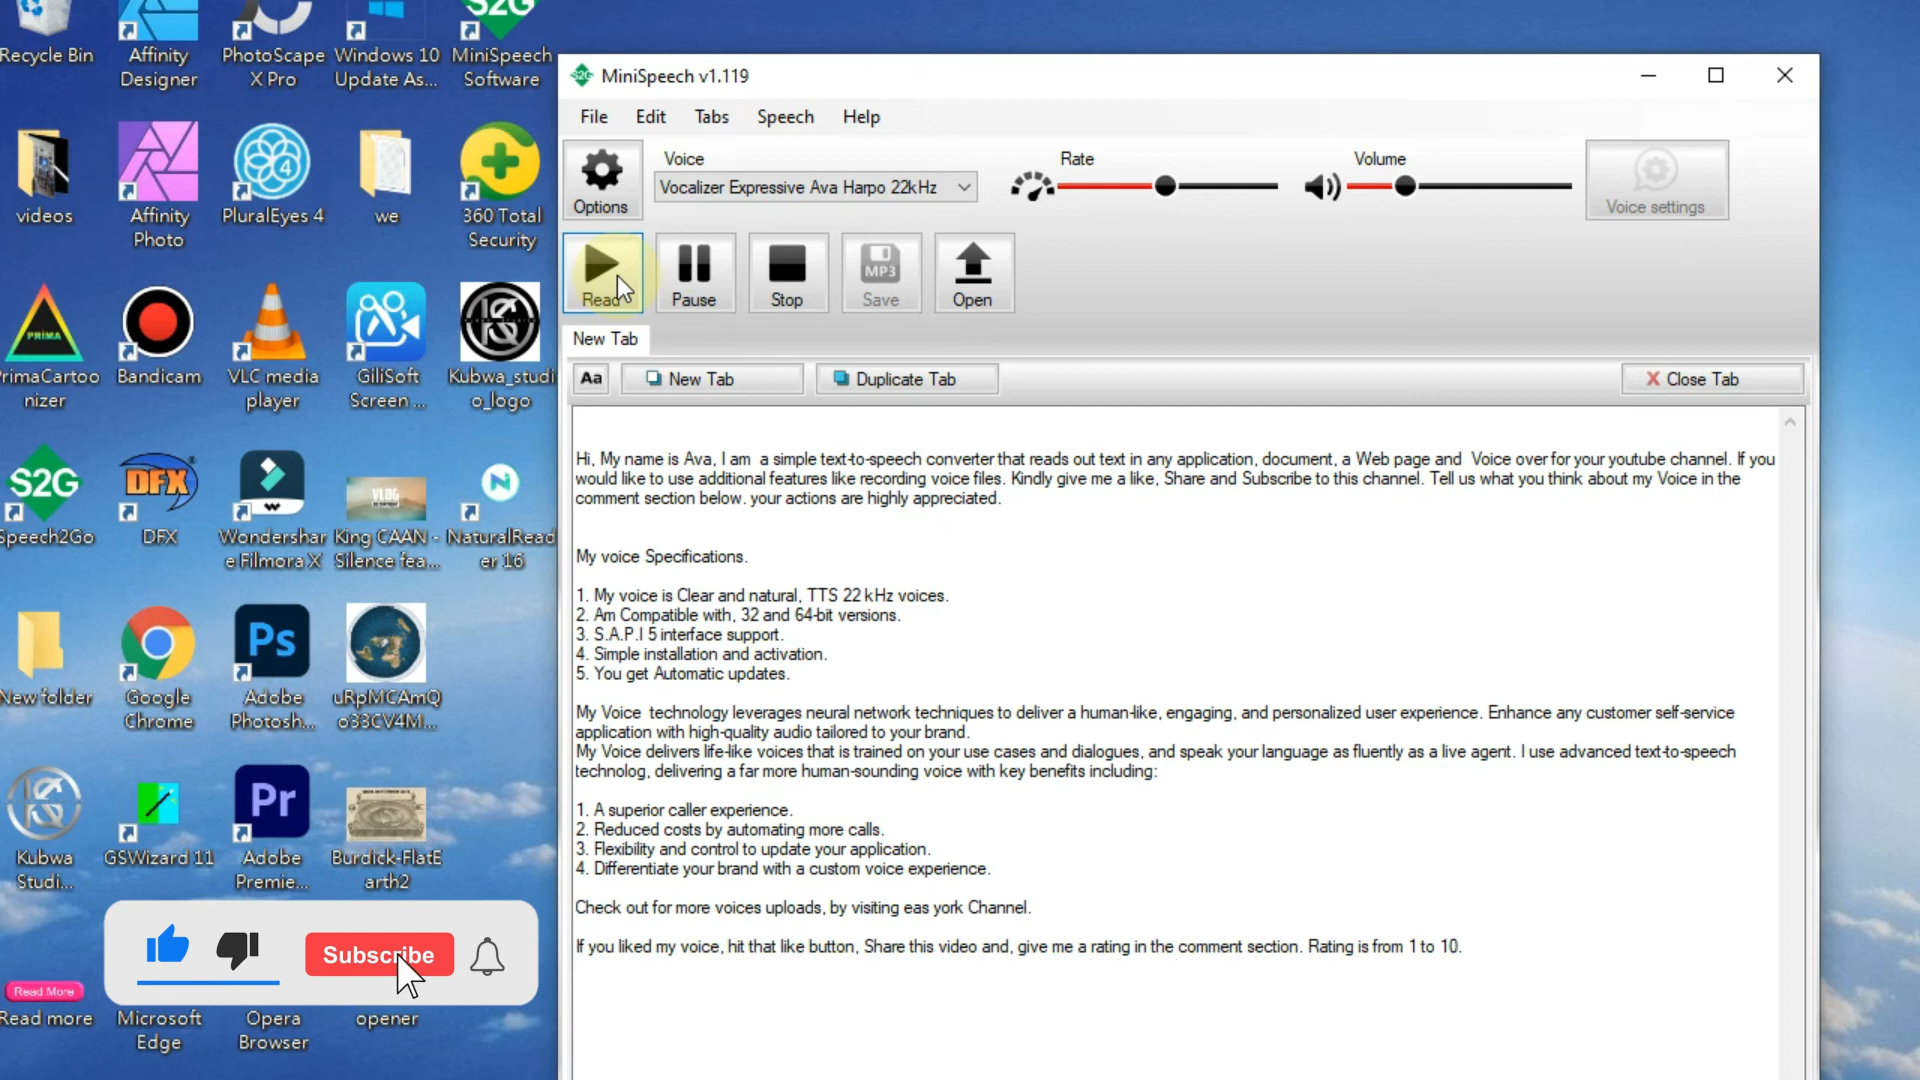 Recycle Bin
Affinity
Designer
PhotoScape
X Pro
Windows 10
Update As...
S2G
MiniSpeech
Software
videos
Affinity
Photo
PluralEyes 4
4
we
360 Total
Security
PRIMA
rimaCartoo
nizer
Bandicam
VLC media
player
GiliSoft
Screen ...
KS
Kubwa_studi
o_logo
S2G
Speech2Go
DFX
DFX
Wondershar
e Filmora X
VLOG
King CAAN -
Silence fea...
N
NaturalRead
er 16
New folder
Google
Chrome
Ps
Adobe
Photosh...
uRpMCAmQ
o33CV4M...
Kubwa
Studi...
GSWizard 11
Pr
Adobe
Premie...
Burdick-FlatE
arth2
Subscribe
Read More
Read more
Microsoft
Edge
Opera
Browser
opener
S2G MiniSpeech v1.119
File Edit Tabs Speech Help
Options
Voice
Vocalizer Expressive Ava Harpo 22kHz
Rate
Volume
Voice settings
Read
Pause
Stop
MP3
Save
Open
New Tab
Aa New Tab Duplicate Tab X Close Tab
Hi, My name is Ava, I am a simple text-to-speech converter that reads out text in any application, document, a Web page and Voice over for your youtube channel. If you
would like to use additional features like recording voice files. Kindly give me a like, Share and Subscribe to this channel. Tell us what you think about my Voice in the
comment section below. your actions are highly appreciated.
My voice Specifications.
1. My voice is Clear and natural, TTS 22 kHz voices.
2. Am Compatible with, 32 and 64-bit versions.
3. S.A.P.I 5 interface support.
4. Simple installation and activation.
5. You get Automatic updates.
My Voice technology leverages neural network techniques to deliver a human-like, engaging, and personalized user experience. Enhance any customer self-service
application with high-quality audio tailored to your brand.
My Voice delivers life-like voices that is trained on your use cases and dialogues, and speak your language as fluently as a live agent. I use advanced text-to-speech
technolog, delivering a far more human-sounding voice with key benefits including:
1. A superior caller experience.
2. Reduced costs by automating more calls.
3. Flexibility and control to update your application.
4. Differentiate your brand with a custom voice experience.
Check out for more voices uploads, by visiting eas york Channel.
If you liked my voice, hit that like button, Share this video and, give me a rating in the comment section. Rating is from 1 to 10.